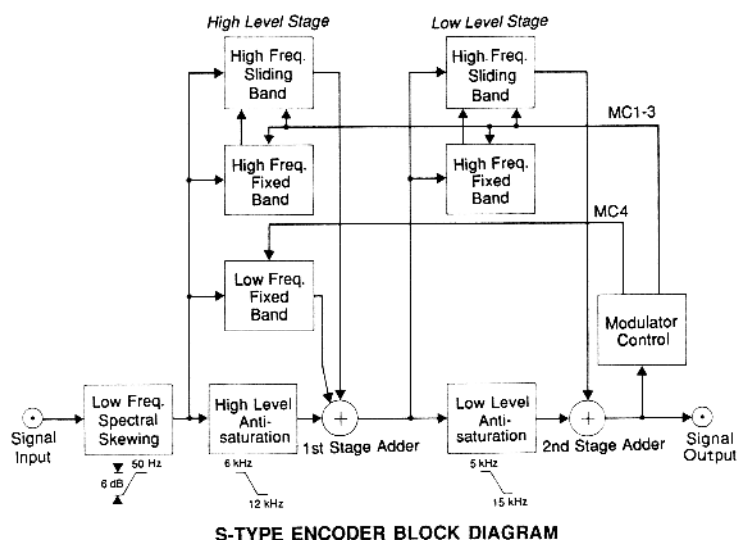 High Level Stage
Low Level Stage
High Freq.
Sliding
Band
High Freq.
Sliding
Band
MC1-3
High Freq.
Fixed
Band
High Freq.
Fixed
Band
MC4
Low Freq.
Fixed
Band
Modulator
Control
Low Freq.
Spectral
Skewing
High Level
Anti-
saturation
Low Level
Anti-
saturation
Signal
Input
1st Stage Adder
2nd Stage Adder
Signal
Output
6 dB
50 Hz
6 kHz
12 kHz
5 kHz
15 kHz
S-TYPE ENCODER BLOCK DIAGRAM